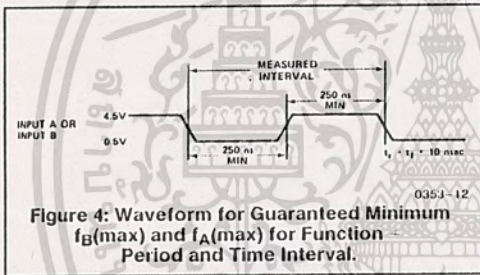 MEASURED
INTERVAL
250 ns
MIN
INPUT A OR
INPUT B
4.5V
0.5V
250 ns
MIN
tr = tf = 10 nsec
0353-12
Figure 4: Waveform for Guaranteed Minimum
fB(max) and fA(max) for Function –
Period and Time Interval.